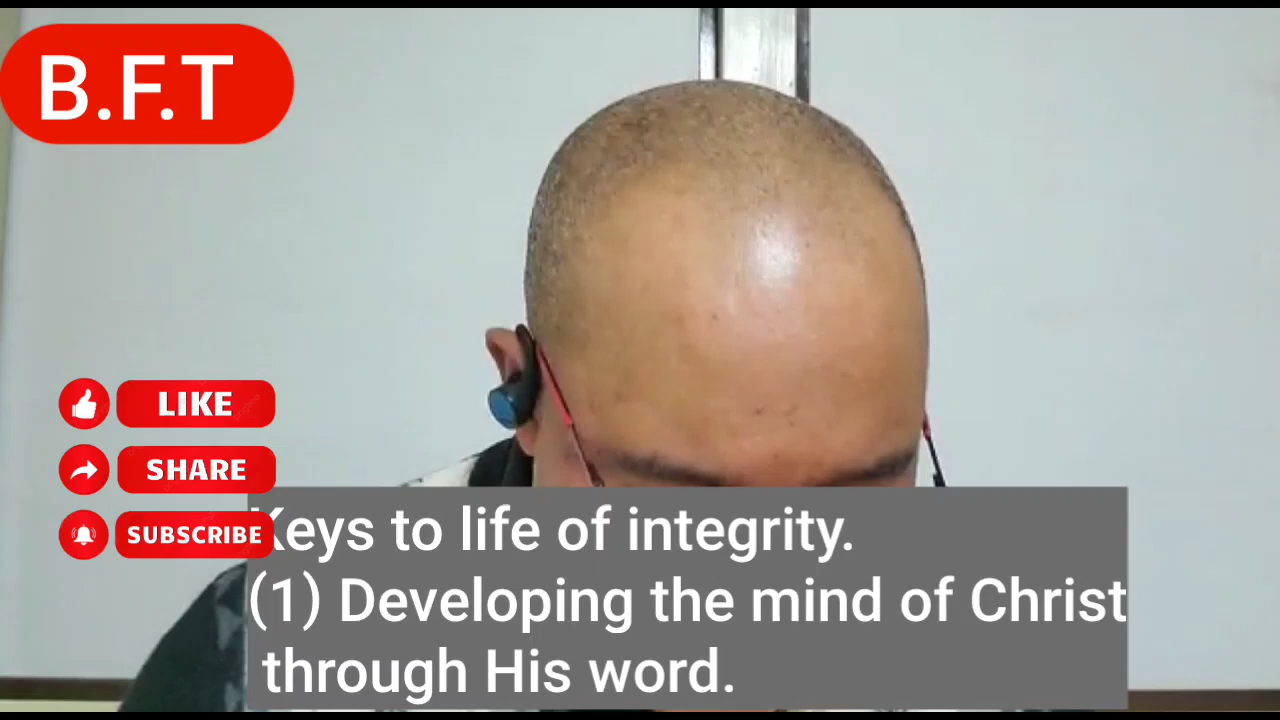 B.F.T
LIKE
SHARE
SUBSCRIBE
Keys to life of integrity.
(1) Developing the mind of Christ
through His word.